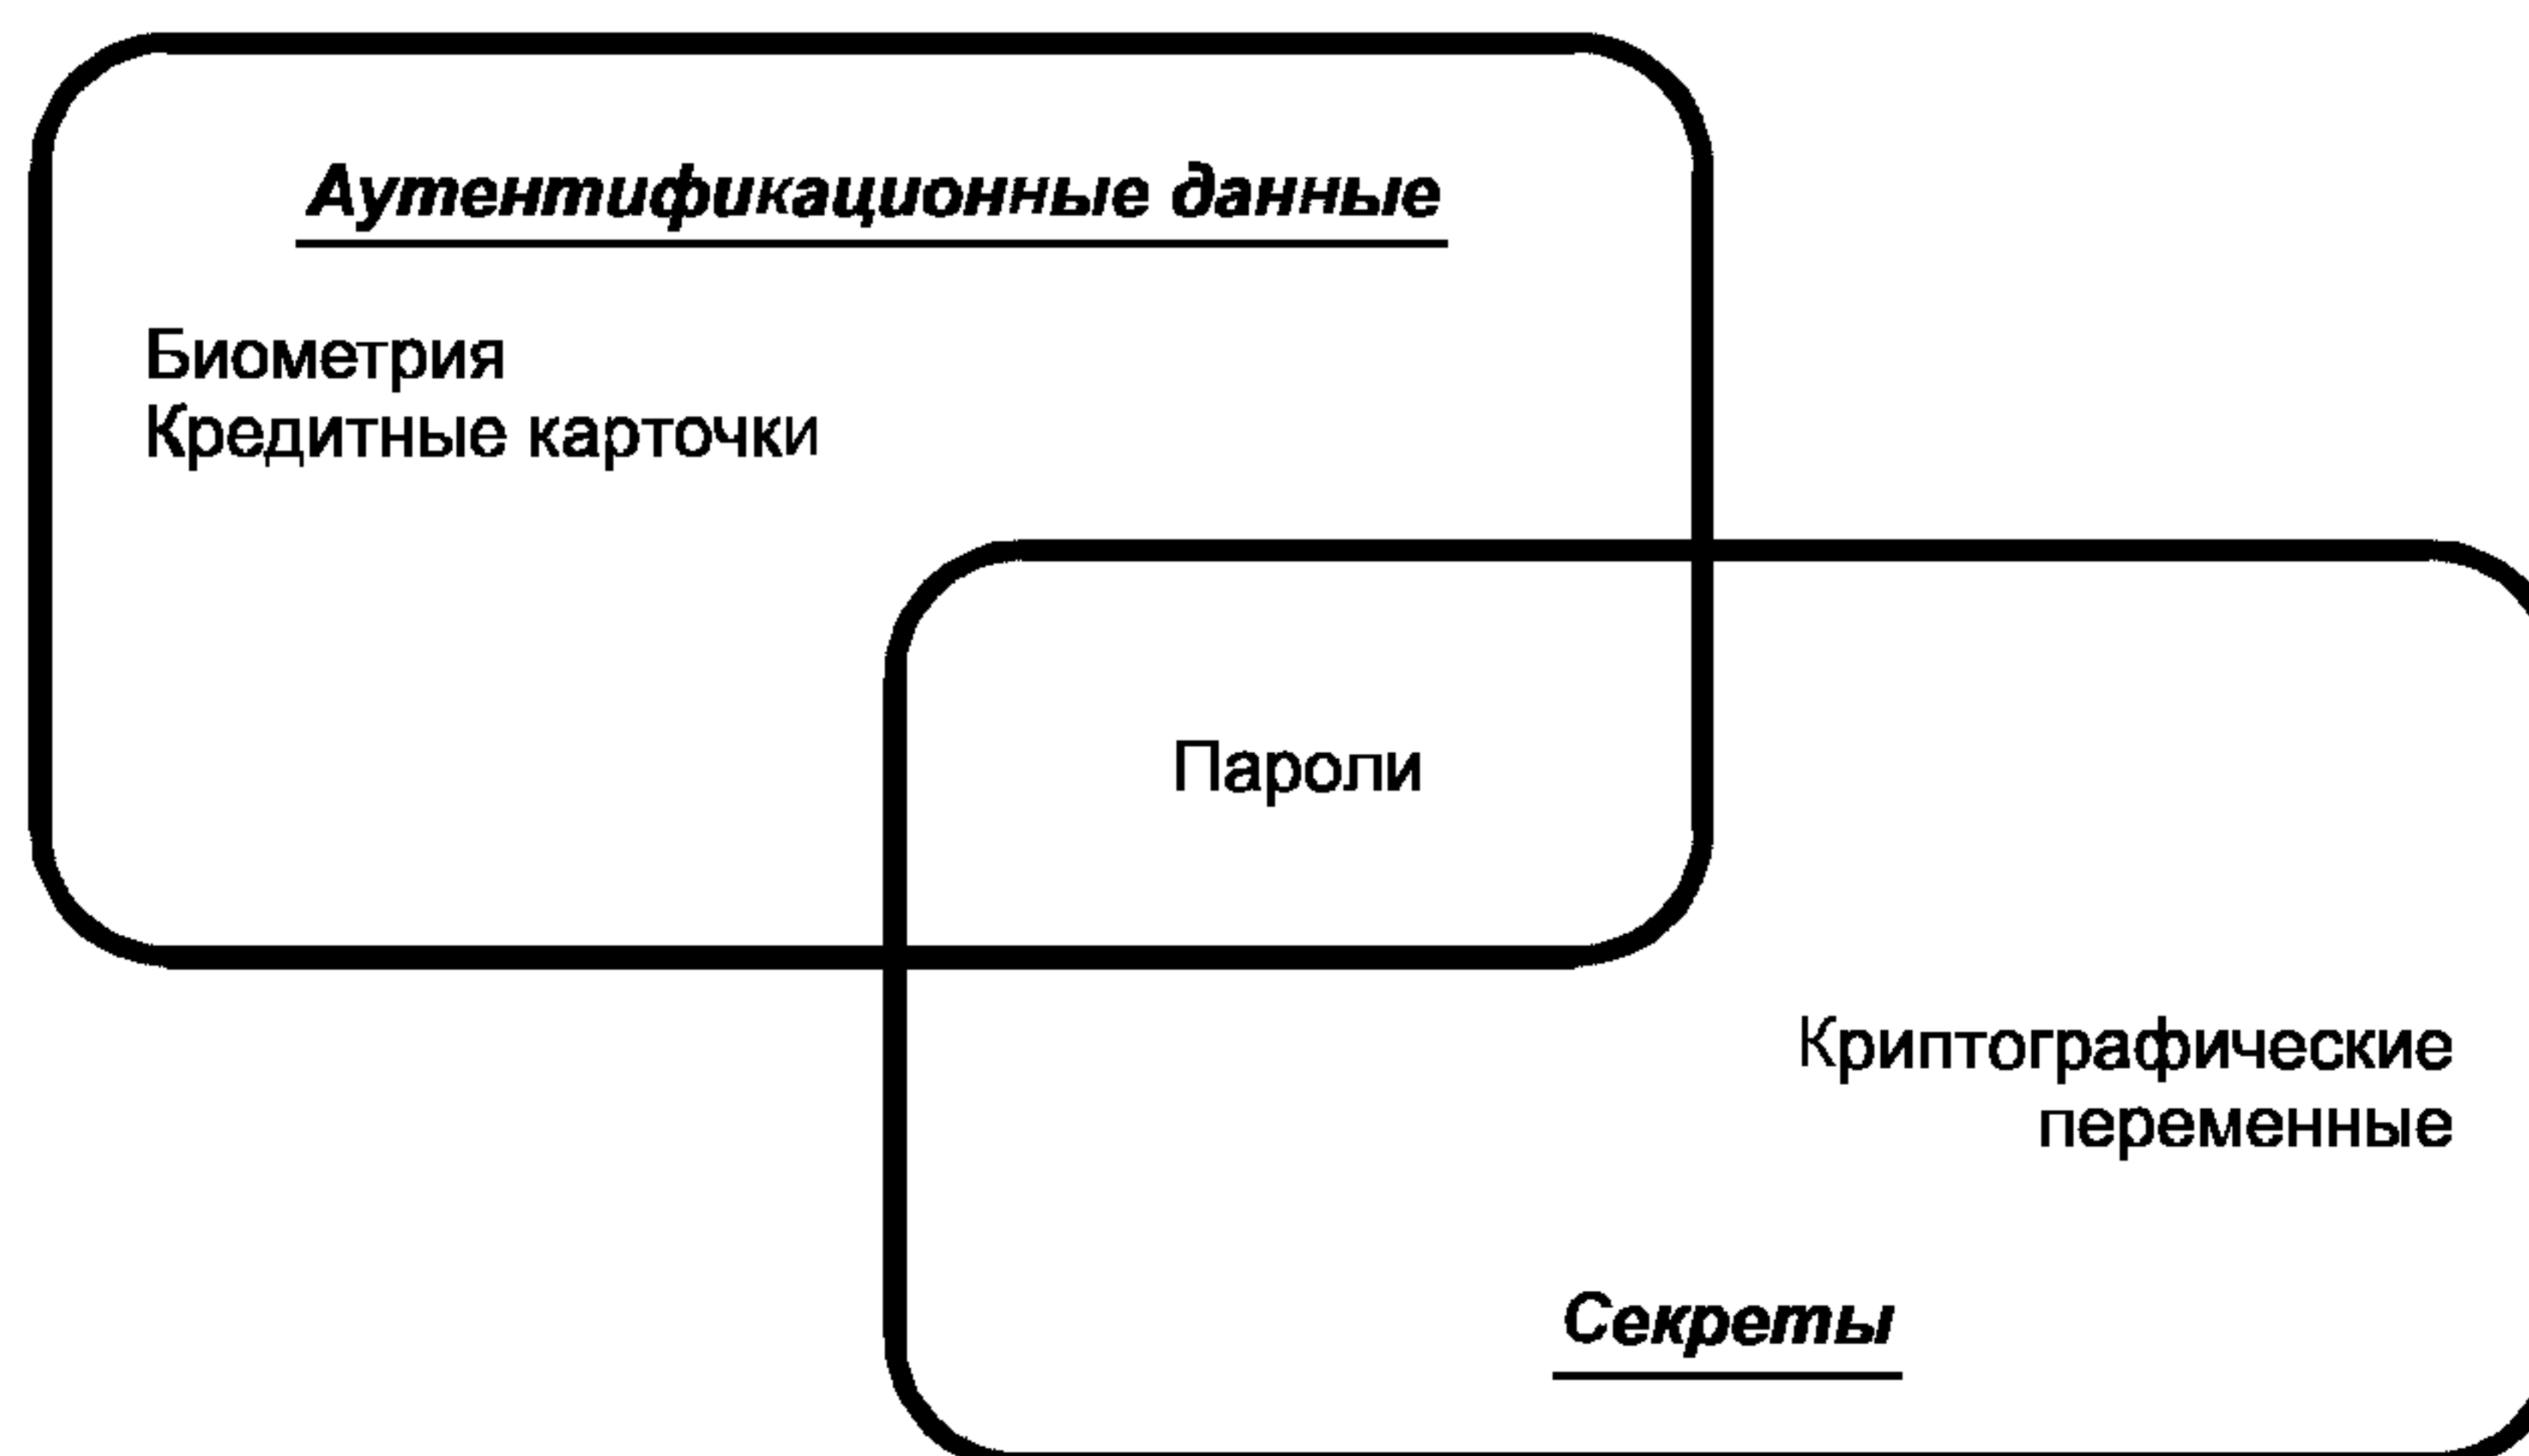 Аутентификационные данные
Биометрия
Кредитные карточки
Пароли
Криптографические
переменные
Секреты